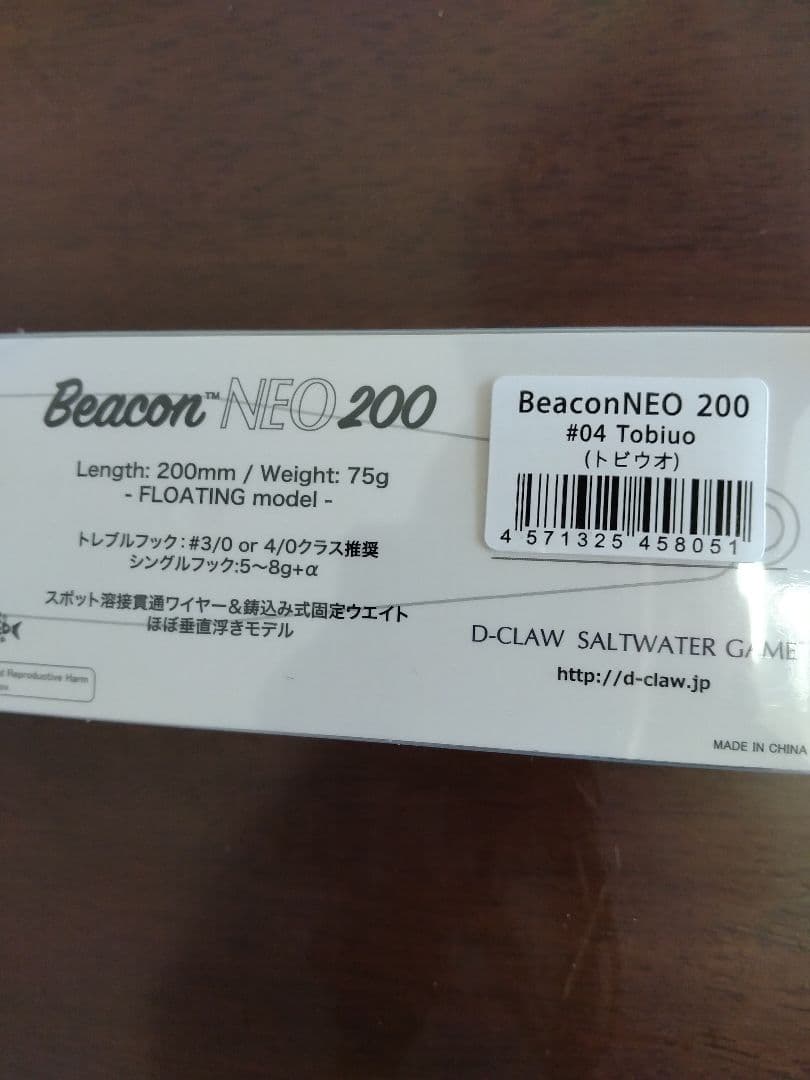 Beacon™ NEO 200
Length: 200mm / Weight: 75g
- FLOATING model -
トレブルフック:#3/0 or 4/0クラス推奨
シングルフック:5〜8g+α
スポット溶接貫通ワイヤー&鋳込み式固定ウエイト
ほぼ垂直浮きモデル
Reproductive Harm
BeaconNEO 200
#04 Tobiuo
(トビウオ)
4 571325 458051
D-CLAW SALTWATER GAME
http://d-claw.jp
MADE IN CHINA